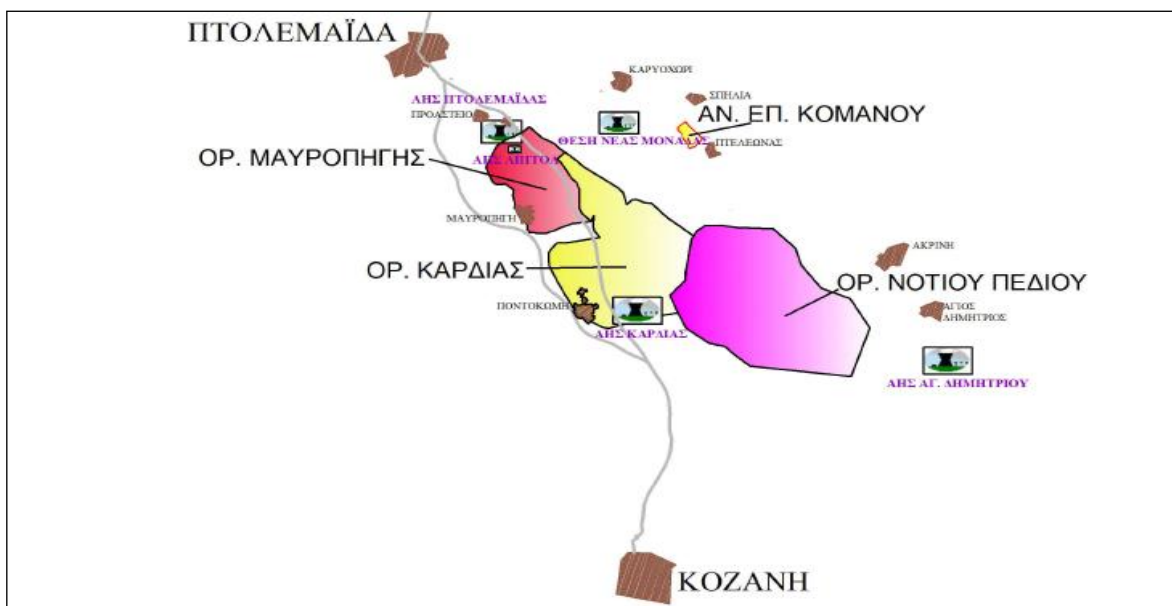 ΠΤΟΛΕΜΑΪΔΑ
ΚΑΡΥΟΧΩΡΙ
ΑΗΣ ΠΤΟΛΕΜΑΪΔΑΣ
ΣΠΗΛΙΑ
ΠΡΟΑΣΤΕΙΟ
ΑΝ. ΕΠ. ΚΟΜΑΝΟΥ
ΘΕΣΗ ΝΕΑΣ ΜΟΝΑΔΑΣ
ΠΤΕΛΕΩΝΑΣ
ΟΡ. ΜΑΥΡΟΠΗΓΗΣ
ΑΗΣ ΛΙΠΤΟΛ
ΜΑΥΡΟΠΗΓΗ
ΑΚΡΙΝΗ
ΟΡ. ΚΑΡΔΙΑΣ
ΟΡ. ΝΟΤΙΟΥ ΠΕΔΙΟΥ
ΠΟΝΤΟΚΩΜΗ
ΑΓΙΟΣ
ΔΗΜΗΤΡΙΟΣ
ΑΗΣ ΚΑΡΔΙΑΣ
ΑΗΣ ΑΓ. ΔΗΜΗΤΡΙΟΥ
ΚΟΖΑΝΗ